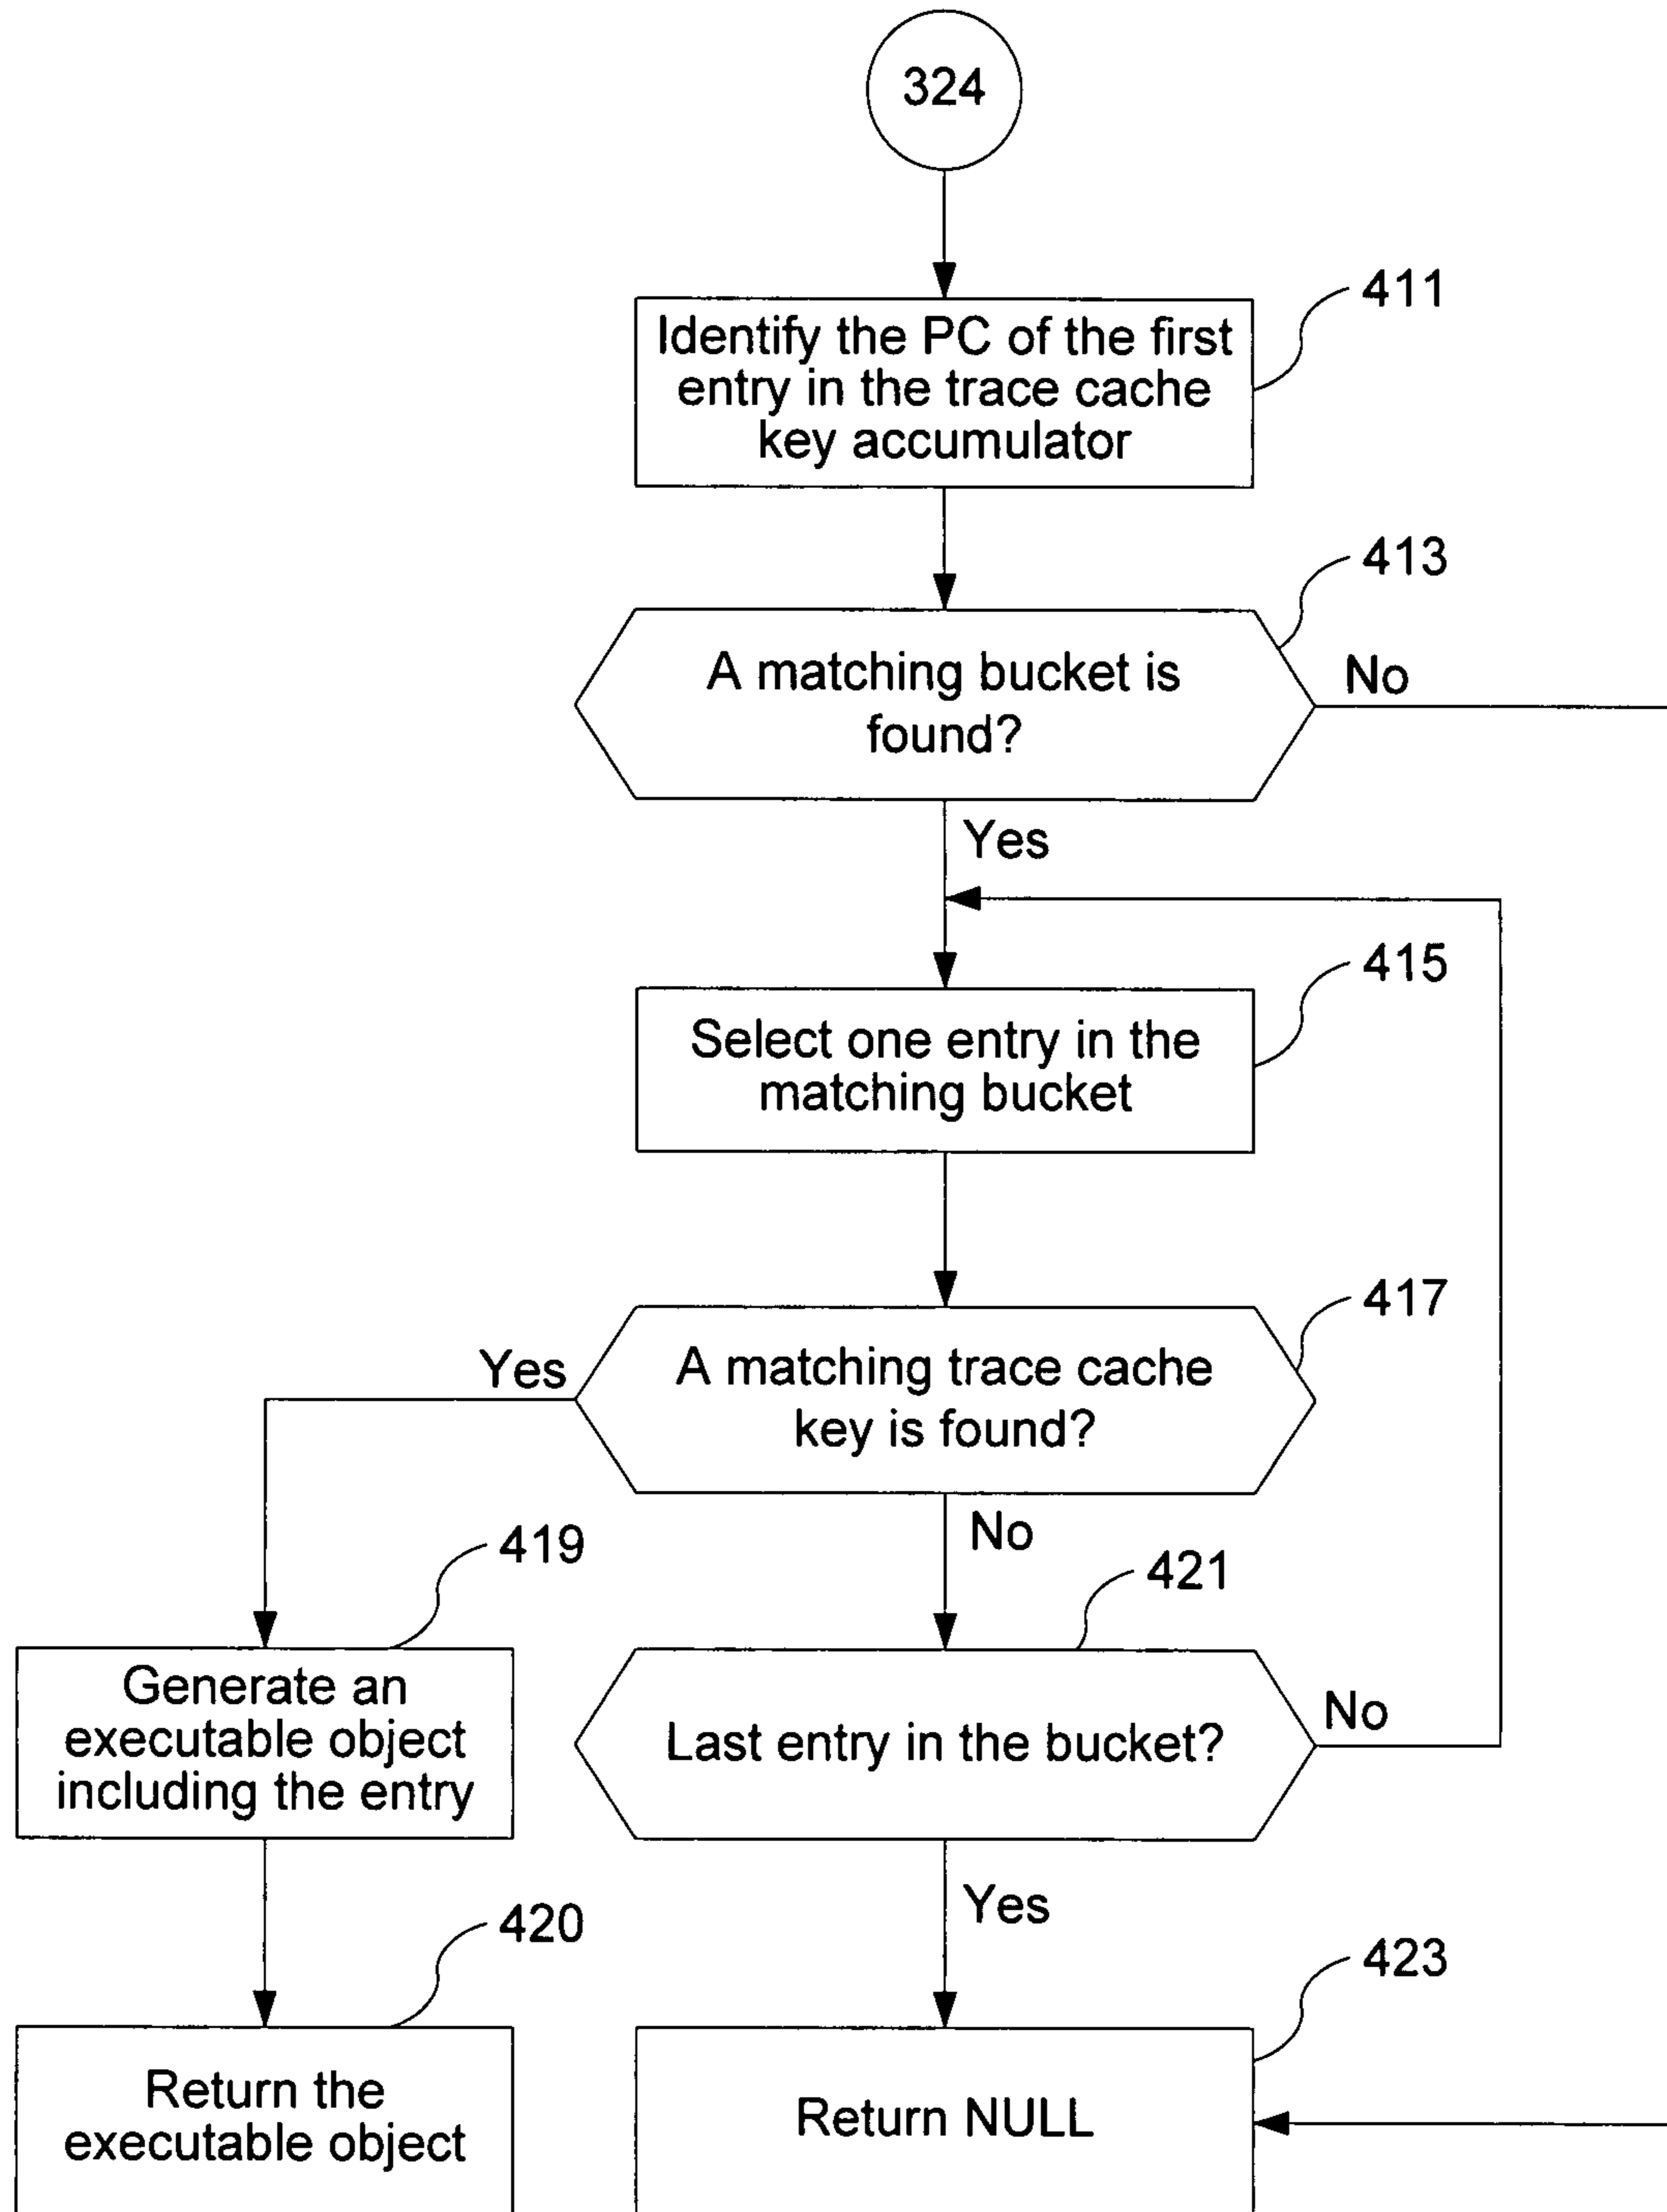 324
411
Identify the PC of the first
entry in the trace cache
key accumulator
413
A matching bucket is
found?
No
Yes
415
Select one entry in the
matching bucket
417
A matching trace cache
key is found?
Yes
No
419
421
Generate an
executable object
including the entry
Last entry in the bucket?
No
Yes
420
423
Return the
executable object
Return NULL